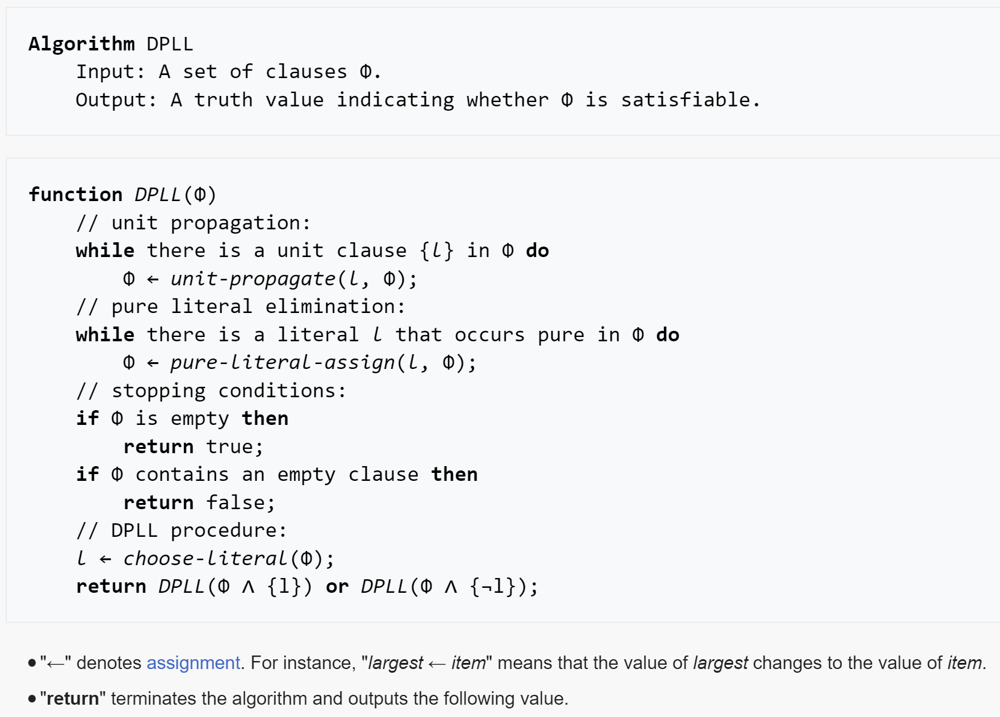 Algorithm DPLL
Input: A set of clauses Φ.
Output: A truth value indicating whether Φ is satisfiable.
function DPLL(Φ)
// unit propagation:
while there is a unit clause {l} in Φ do
Φ ← unit-propagate(l, Φ);
// pure literal elimination:
while there is a literal l that occurs pure in Φ do
Φ ← pure-literal-assign(l, Φ);
// stopping conditions:
if Φ is empty then
return true;
if Φ contains an empty clause then
return false;
// DPLL procedure:
l ← choose-literal(Φ);
return DPLL(Φ ∧ {l}) or DPLL(Φ ∧ {¬l});
• "←" denotes assignment. For instance, "largest ← item" means that the value of largest changes to the value of item.
• "return" terminates the algorithm and outputs the following value.